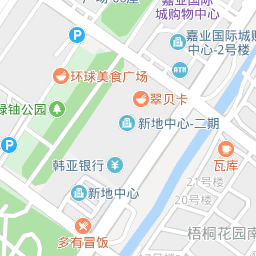 嘉业国际
城购物中心
P
嘉业国际城
中心-2号楼
环球美食广场
ATM
翠贝卡
绿铀公园
新地中心-二期
P
瓦库
韩亚银行
¥
21号楼
新地中心
20号楼
梧桐花园南
多有冒饭